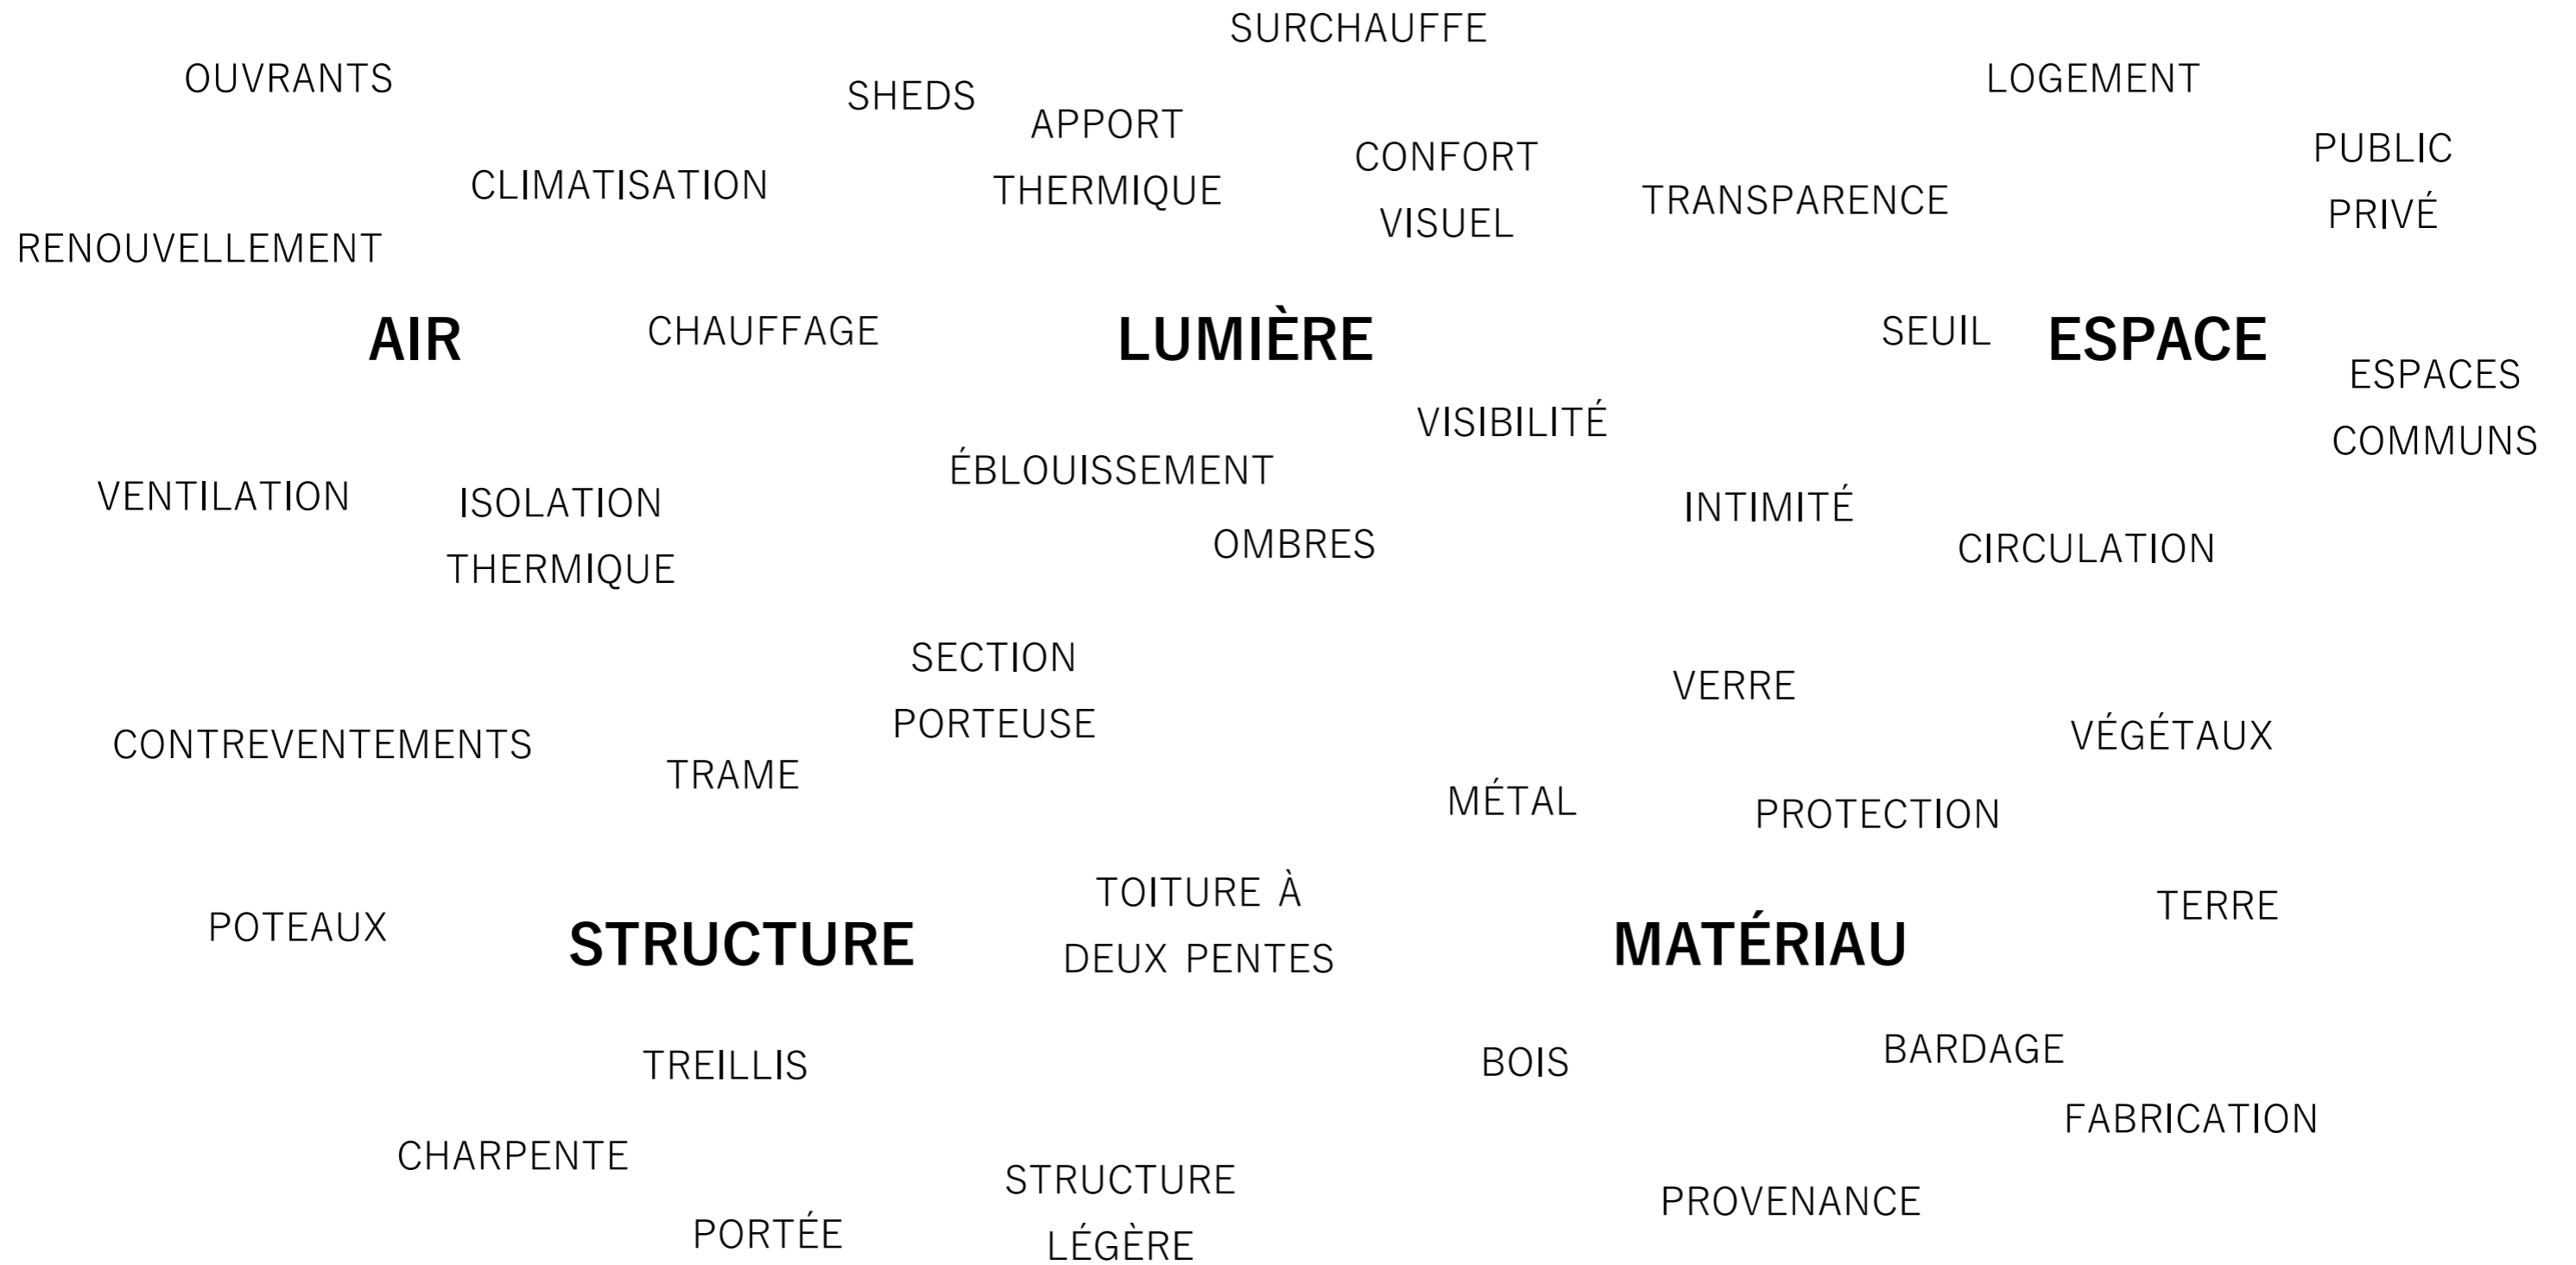 SURCHAUFFE
OUVRANTS
SHEDS
LOGEMENT
APPORT
THERMIQUE
CONFORT
VISUEL
PUBLIC
PRIVÉ
CLIMATISATION
TRANSPARENCE
RENOUVELLEMENT
AIR
CHAUFFAGE
LUMIÈRE
SEUIL
ESPACE
ESPACES
COMMUNS
VISIBILITÉ
ÉBLOUISSEMENT
VENTILATION
ISOLATION
THERMIQUE
INTIMITÉ
OMBRES
CIRCULATION
SECTION
PORTEUSE
VERRE
CONTREVENTEMENTS
VÉGÉTAUX
TRAME
MÉTAL
PROTECTION
TOITURE À
DEUX PENTES
TERRE
POTEAUX
STRUCTURE
MATÉRIAU
TREILLIS
BOIS
BARDAGE
FABRICATION
CHARPENTE
STRUCTURE
LÉGÈRE
PROVENANCE
PORTÉE